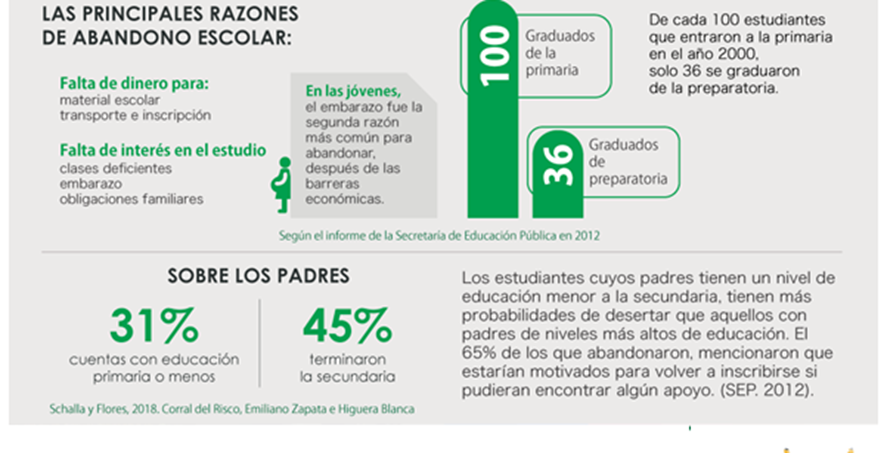 LAS PRINCIPALES RAZONES
DE ABANDONO ESCOLAR:
Falta de dinero para:
material escolar
transporte e inscripción
Falta de interés en el estudio
clases deficientes
embarazo
obligaciones familiares
En las jóvenes,
el embarazo fue la
segunda razón
más común para
abandonar,
después de las
barreras
económicas.
100
Graduados
de la
primaria
36
Graduados
de
preparatoria
De cada 100 estudiantes
que entraron a la primaria
en el año 2000,
solo 36 se graduaron
de la preparatoria.
Según el informe de la Secretaría de Educación Pública en 2012
SOBRE LOS PADRES
31%
cuentas con educación
primaria o menos
45%
terminaron
la secundaria
Los estudiantes cuyos padres tienen un nivel de
educación menor a la secundaria, tienen más
probabilidades de desertar que aquellos con
padres de niveles más altos de educación. El
65% de los que abandonaron, mencionaron que
estarían motivados para volver a inscribirse si
pudieran encontrar algún apoyo. (SEP. 2012).
Schalla y Flores, 2018. Corral del Risco, Emiliano Zapata e Higuera Blanca